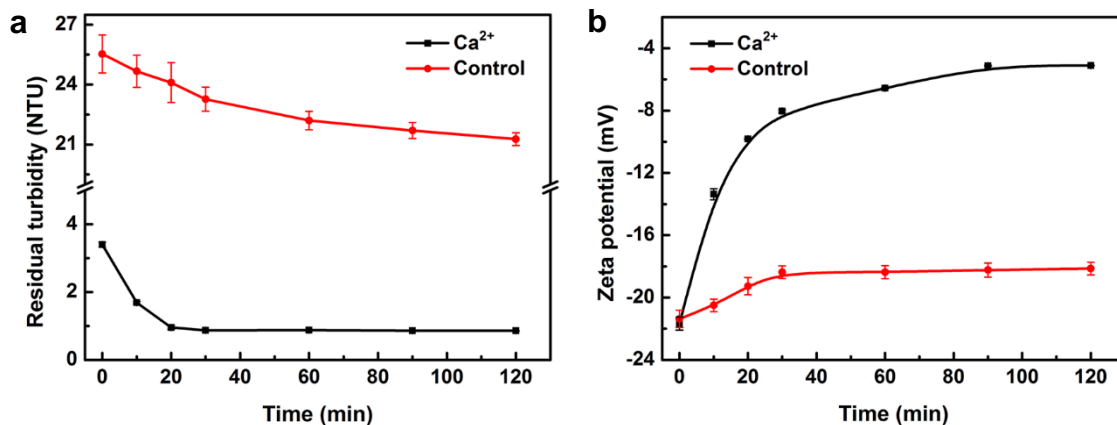 a
Residual turbidity (NTU)
27
24
21
4
2
0
Ca²⁺
Control
0 20 40 60 80 100 120
Time (min)
b
Zeta potential (mV)
-4
-8
-12
-16
-20
-24
Ca²⁺
Control
0 20 40 60 80 100 120
Time (min)